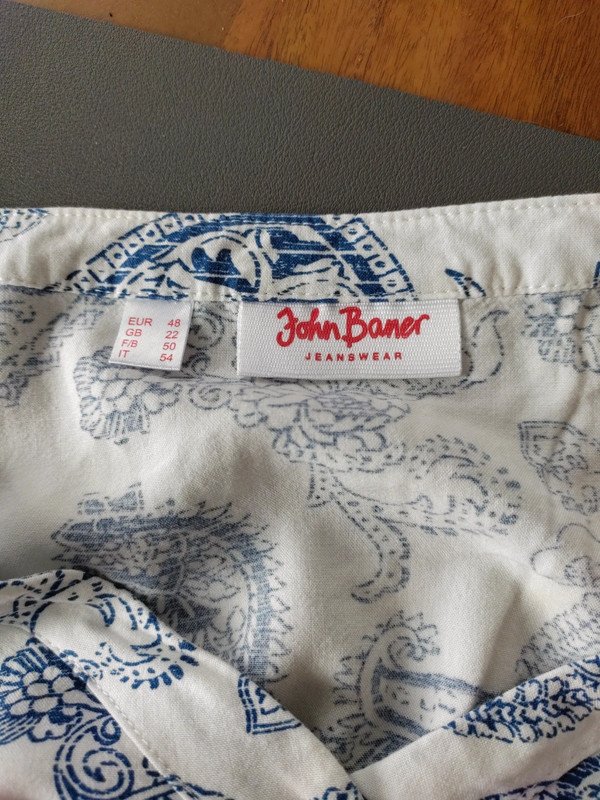 EUR 48
GB 22
F/B 50
IT 54
John Baner
JEANSWEAR